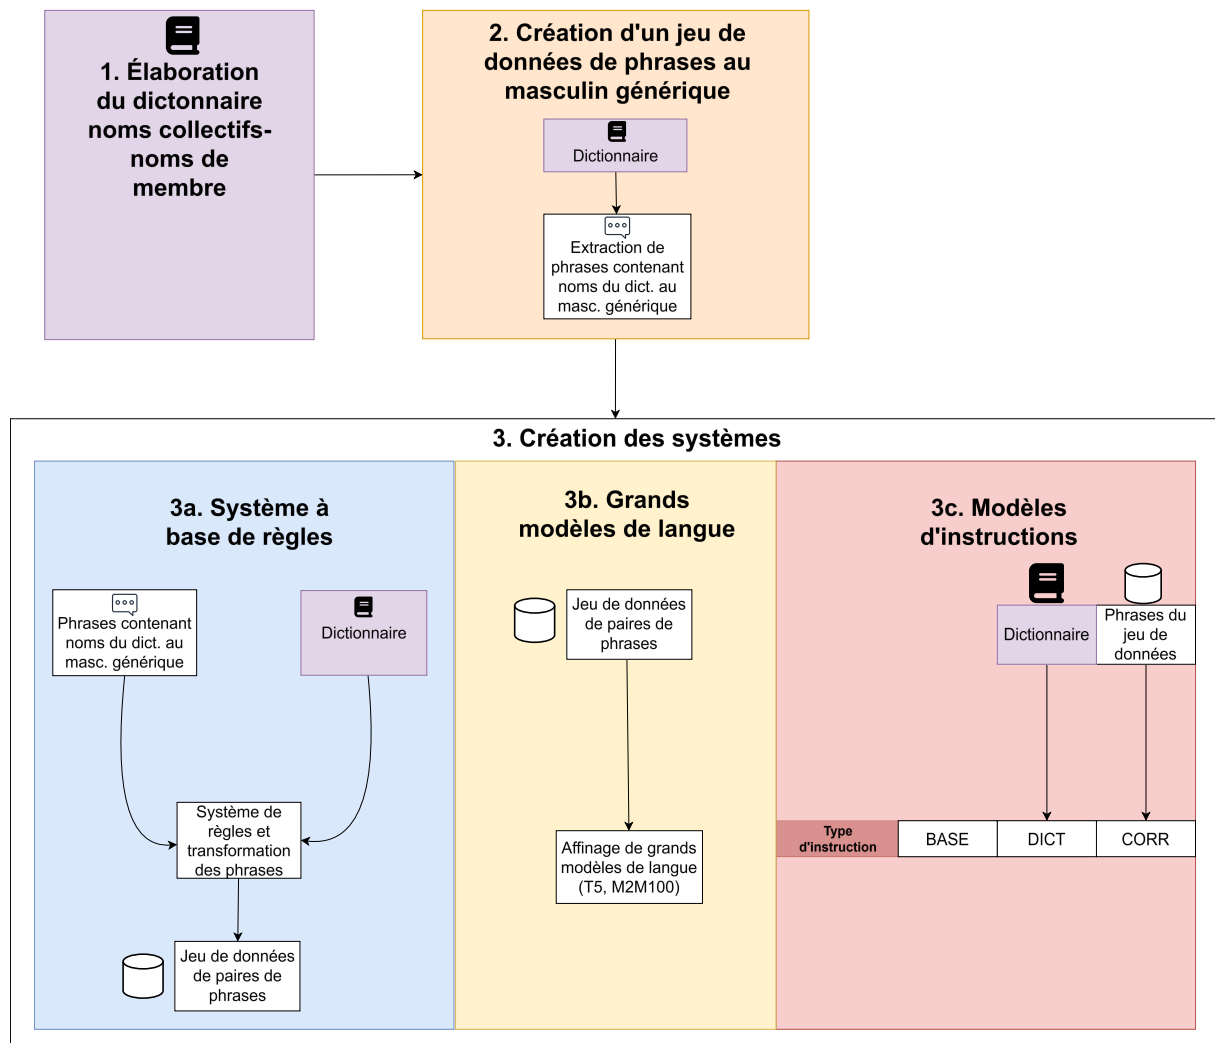 1. Élaboration
du dictonnaire
noms collectifs-
noms de
membre
2. Création d'un jeu de
données de phrases au
masculin générique
Dictionnaire
Extraction de
phrases contenant
noms du dict. au
masc. générique
3. Création des systèmes
3a. Système à
base de règles
Phrases contenant
noms du dict. au
masc. générique
Dictionnaire
Système de
règles et
transformation
des phrases
Jeu de données
de paires de
phrases
3b. Grands
modèles de langue
Jeu de données
de paires de
phrases
Affinage de grands
modèles de langue
(T5, M2M100)
3c. Modèles
d'instructions
Dictionnaire
Phrases du
jeu de
données
Type
d'instruction
BASE
DICT
CORR